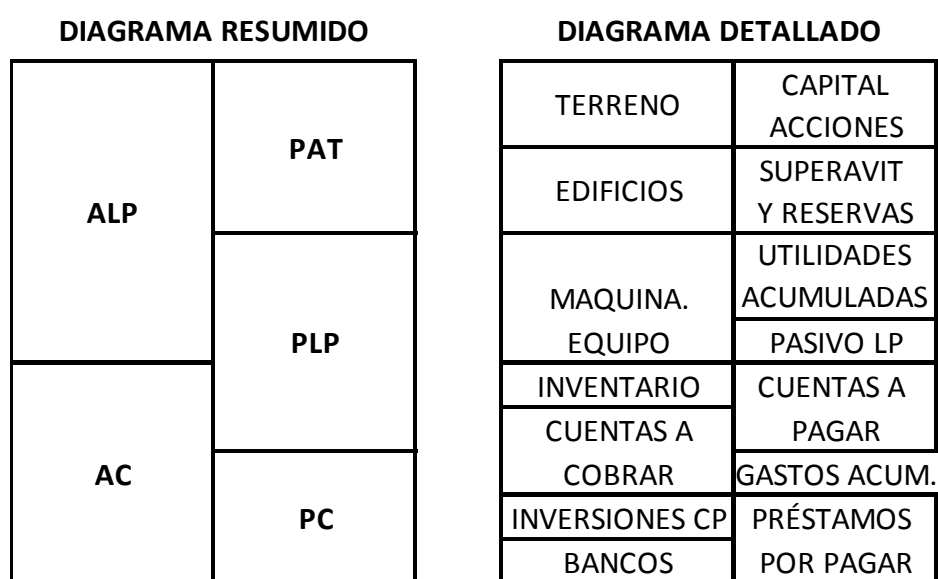 DIAGRAMA RESUMIDO
ALP
PAT
PLP
AC
PC
DIAGRAMA DETALLADO
TERRENO
CAPITAL
ACCIONES
EDIFICIOS
SUPERAVIT
Y RESERVAS
MAQUINA.
EQUIPO
UTILIDADES
ACUMULADAS
PASIVO LP
INVENTARIO
CUENTAS A
PAGAR
CUENTAS A
COBRAR
GASTOS ACUM.
INVERSIONES CP
PRÉSTAMOS
POR PAGAR
BANCOS